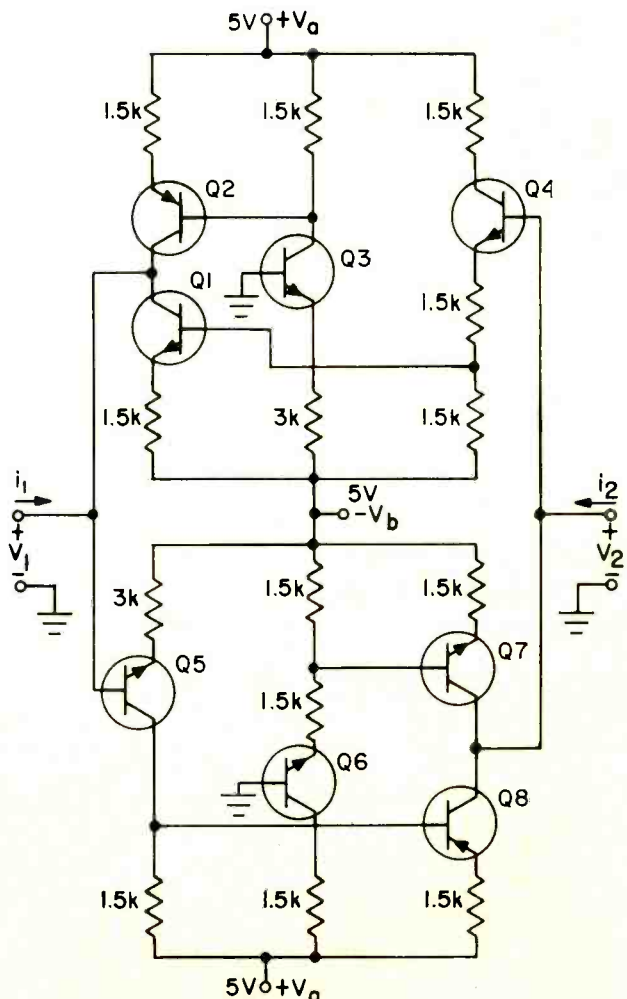 5V +Va
1.5k 1.5k 1.5k
Q2 Q4
Q3
Q1
1.5k
1.5k 3k 1.5k
i1 5V i2
-Vb
+ +
V1 V2
- -
3k 1.5k 1.5k
Q5 Q7
1.5k
Q6
Q8
1.5k 1.5k 1.5k
5V +Va